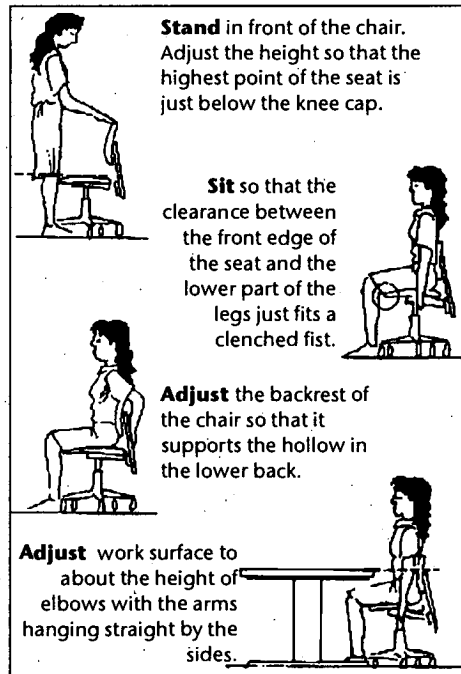 Stand in front of the chair.
Adjust the height so that the
highest point of the seat is
just below the knee cap.
Sit so that the
clearance between
the front edge of
the seat and the
lower part of the
legs just fits a
clenched fist.
Adjust the backrest of
the chair so that it
supports the hollow in
the lower back.
Adjust work surface to
about the height of
elbows with the arms
hanging straight by the
sides.